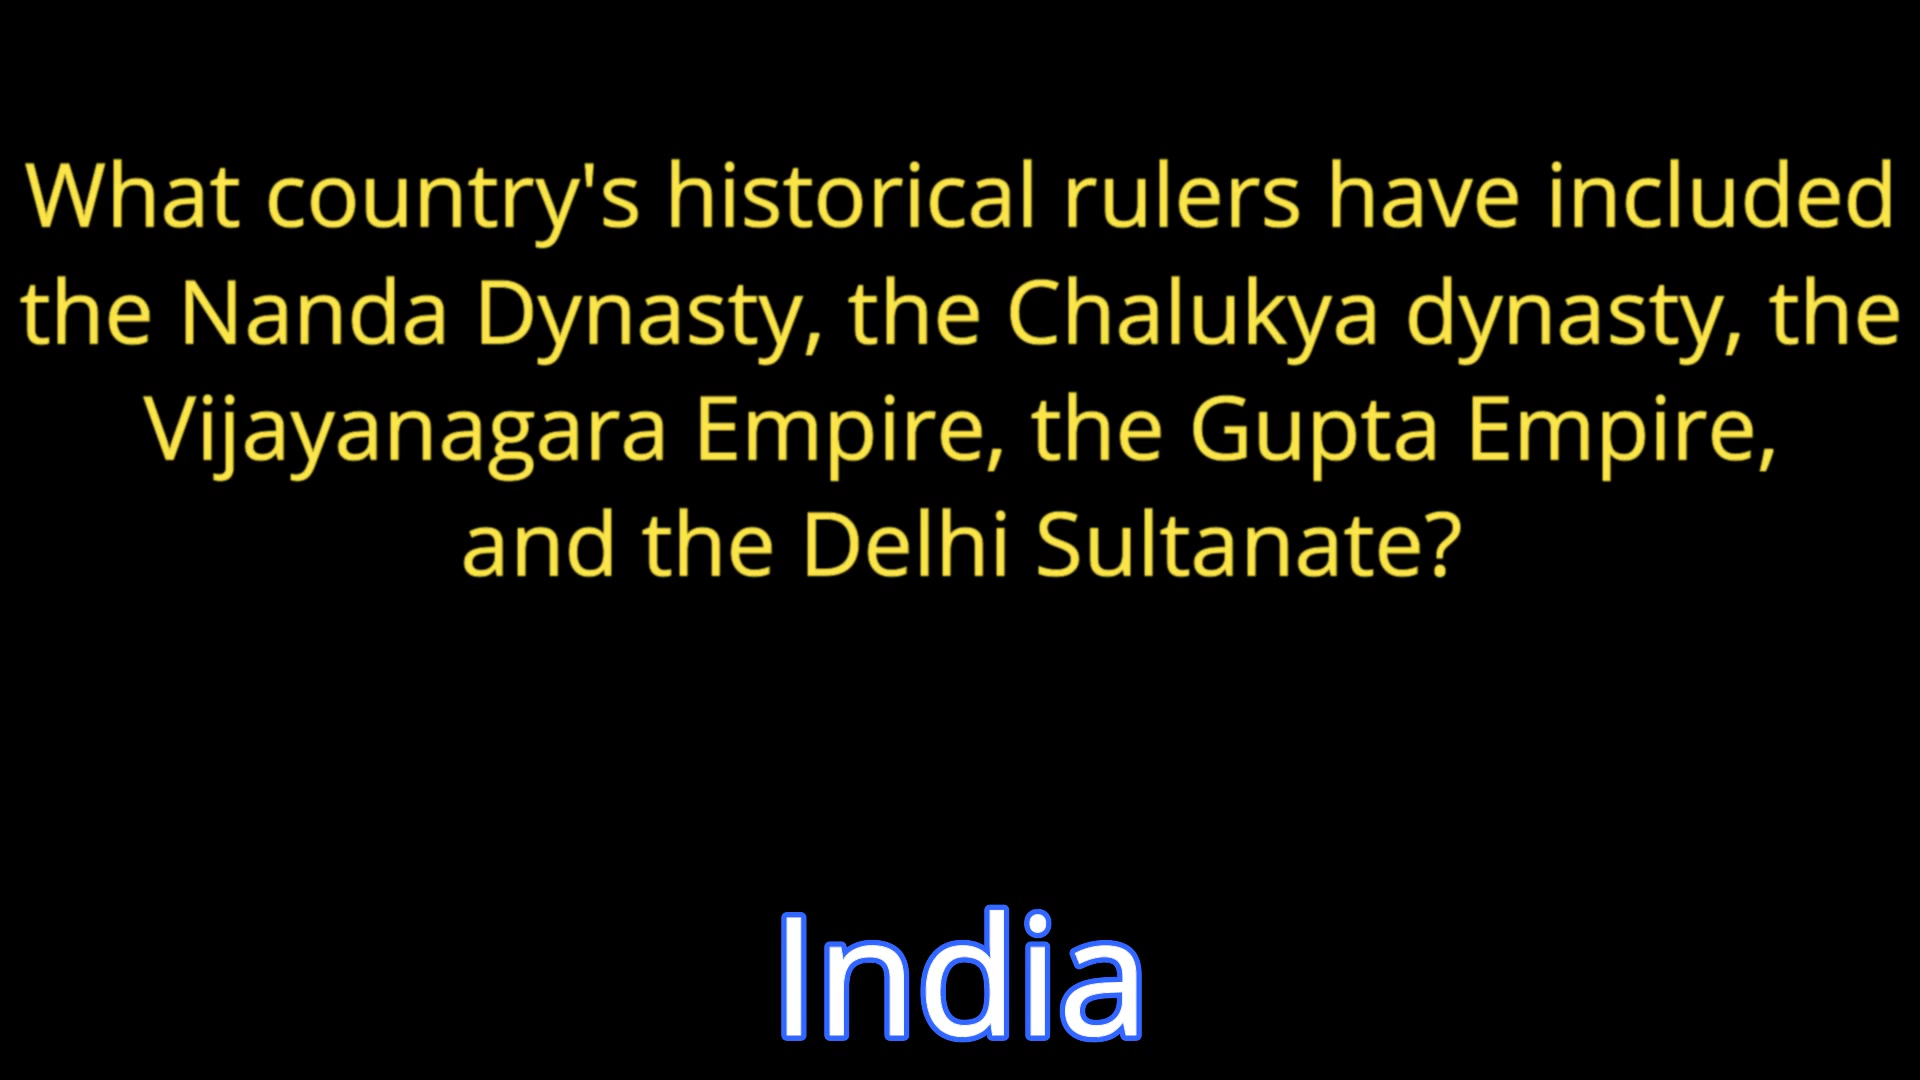 What country's historical rulers have included
the Nanda Dynasty, the Chalukya dynasty, the
Vijayanagara Empire, the Gupta Empire,
and the Delhi Sultanate?
India